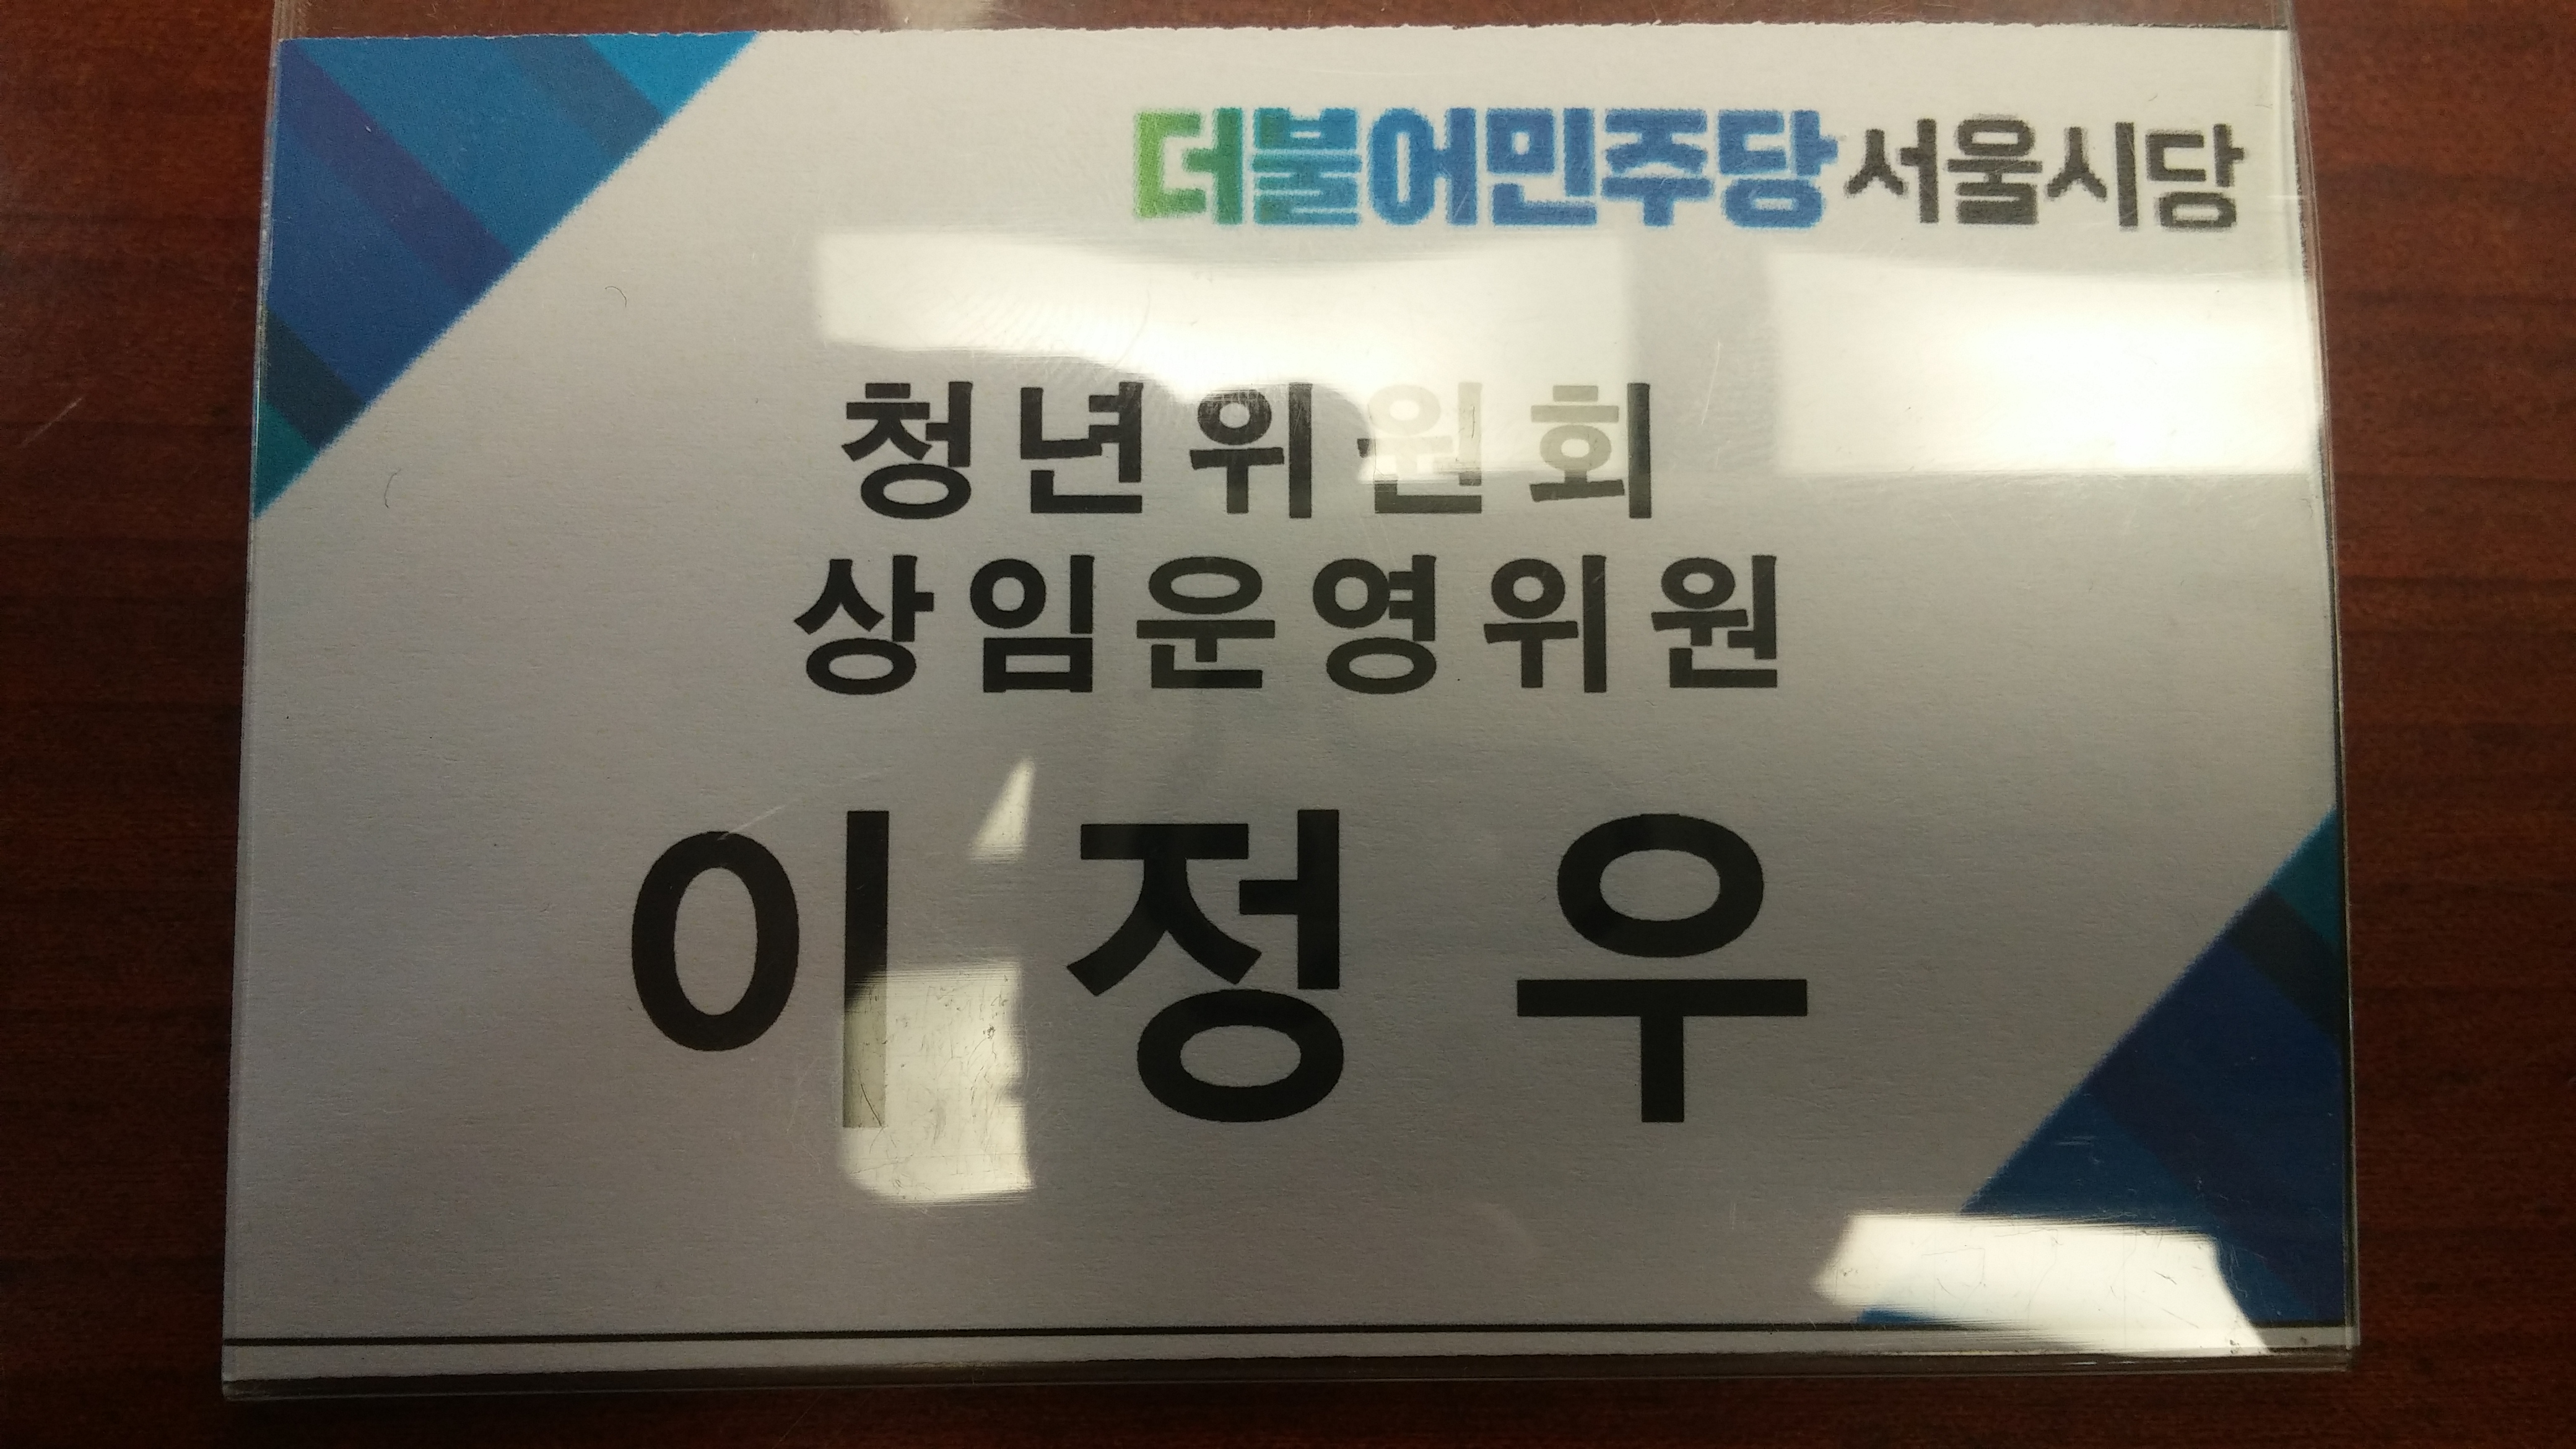 더불어민주당 서울시당
청년위원회
상임운영위원
이정우